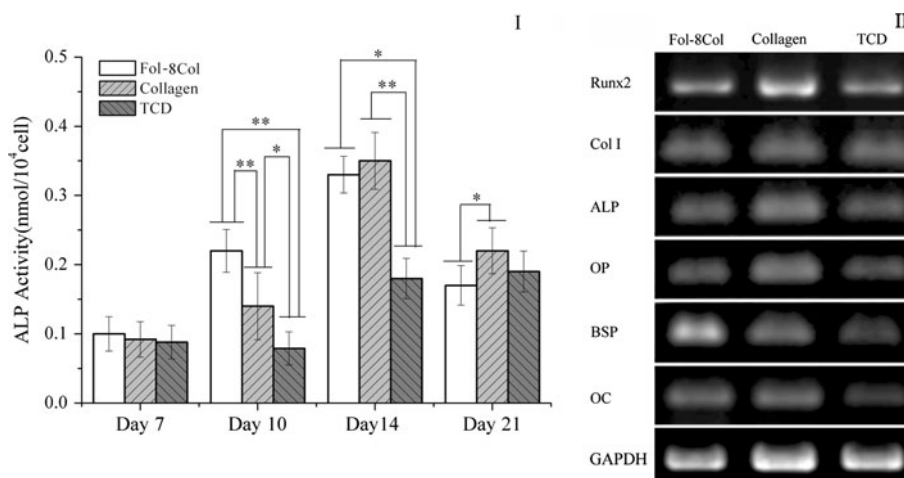 I
ALP Activity(nmol/10⁴cell)
0.5
0.4
0.3
0.2
0.1
0.0
Fol-8Col
Collagen
TCD
** ** *
* **
*
Day 7 Day 10 Day14 Day 21
II
Fol-8Col Collagen TCD
Runx2
Col I
ALP
OP
BSP
OC
GAPDH